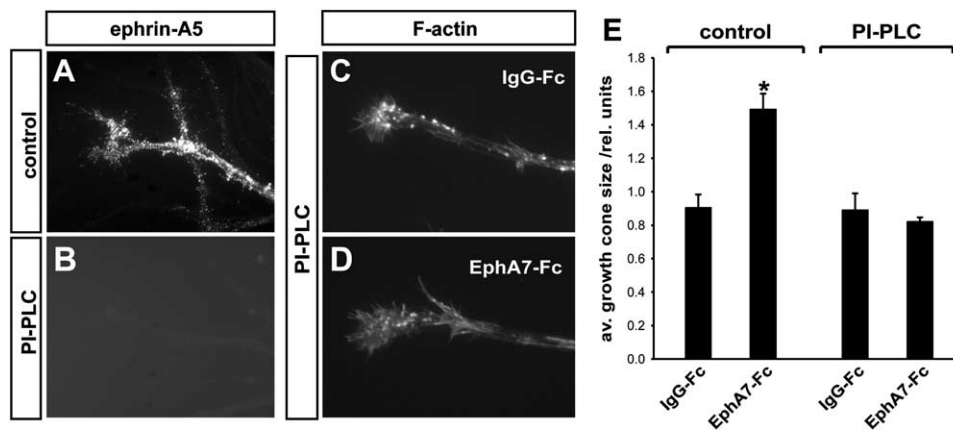 ephrin-A5
F-actin
control
PI-PLC
PI-PLC
A
B
C
IgG-Fc
D
EphA7-Fc
E
control
PI-PLC
av. growth cone size /rel. units
1.8
1.6
1.4
1.2
1.0
0.8
0.6
0.4
0.2
0.0
*
IgG-Fc
EphA7-Fc
IgG-Fc
EphA7-Fc